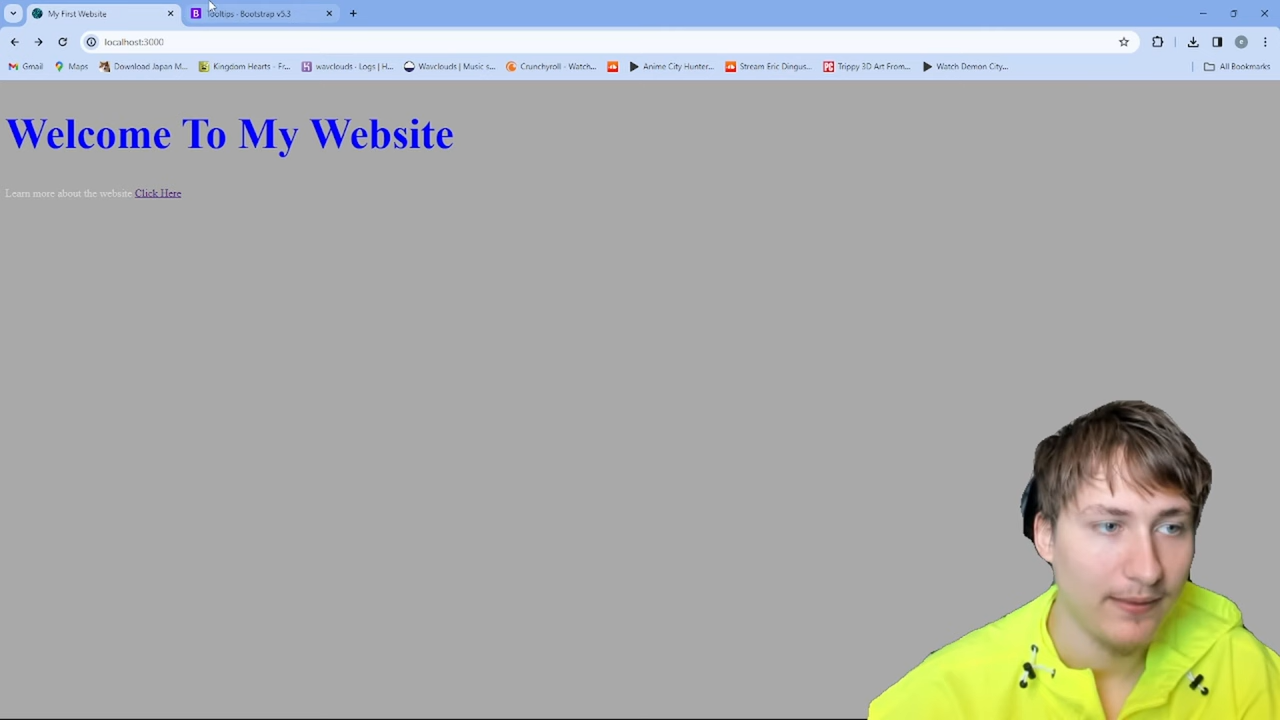 My First Website
Tooltips · Bootstrap v5.3
localhost:3000
Gmail
Maps
Download Japan M...
Kingdom Hearts - Fr...
wavclouds · Logs | H...
Wavclouds | Music s...
Crunchyroll - Watch...
Anime City Hunter...
Stream Eric Dingus...
Trippy 3D Art From...
Watch Demon City...
All Bookmarks
Welcome To My Website
Learn more about the website Click Here